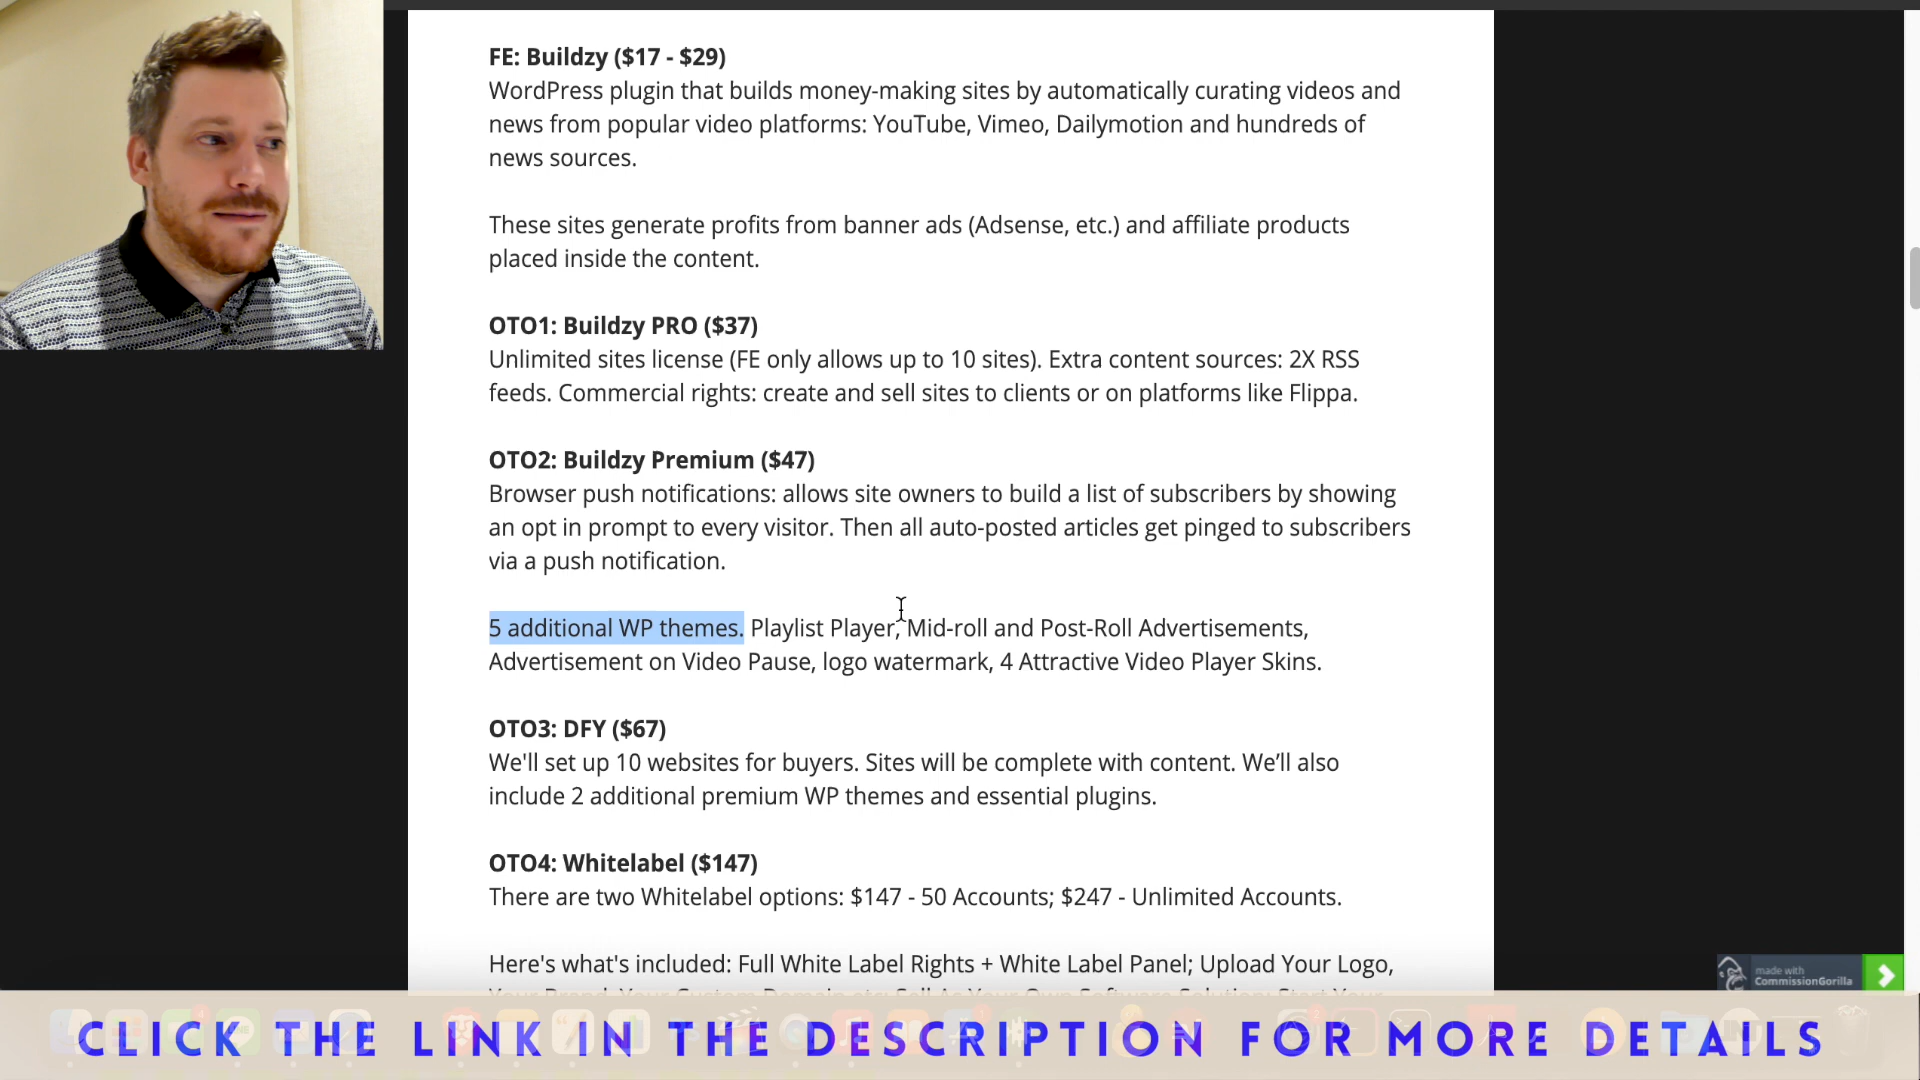 FE: Buildzy ($17 - $29)
WordPress plugin that builds money-making sites by automatically curating videos and
news from popular video platforms: YouTube, Vimeo, Dailymotion and hundreds of
news sources.
These sites generate profits from banner ads (Adsense, etc.) and affiliate products
placed inside the content.
OTO1: Buildzy PRO ($37)
Unlimited sites license (FE only allows up to 10 sites). Extra content sources: 2X RSS
feeds. Commercial rights: create and sell sites to clients or on platforms like Flippa.
OTO2: Buildzy Premium ($47)
Browser push notifications: allows site owners to build a list of subscribers by showing
an opt in prompt to every visitor. Then all auto-posted articles get pinged to subscribers
via a push notification.
5 additional WP themes. Playlist Player, Mid-roll and Post-Roll Advertisements,
Advertisement on Video Pause, logo watermark, 4 Attractive Video Player Skins.
OTO3: DFY ($67)
We'll set up 10 websites for buyers. Sites will be complete with content. We’ll also
include 2 additional premium WP themes and essential plugins.
OTO4: Whitelabel ($147)
There are two Whitelabel options: $147 - 50 Accounts; $247 - Unlimited Accounts.
Here's what's included: Full White Label Rights + White Label Panel; Upload Your Logo,
made with
CommissionGorilla
CLICK THE LINK IN THE DESCRIPTION FOR MORE DETAILS